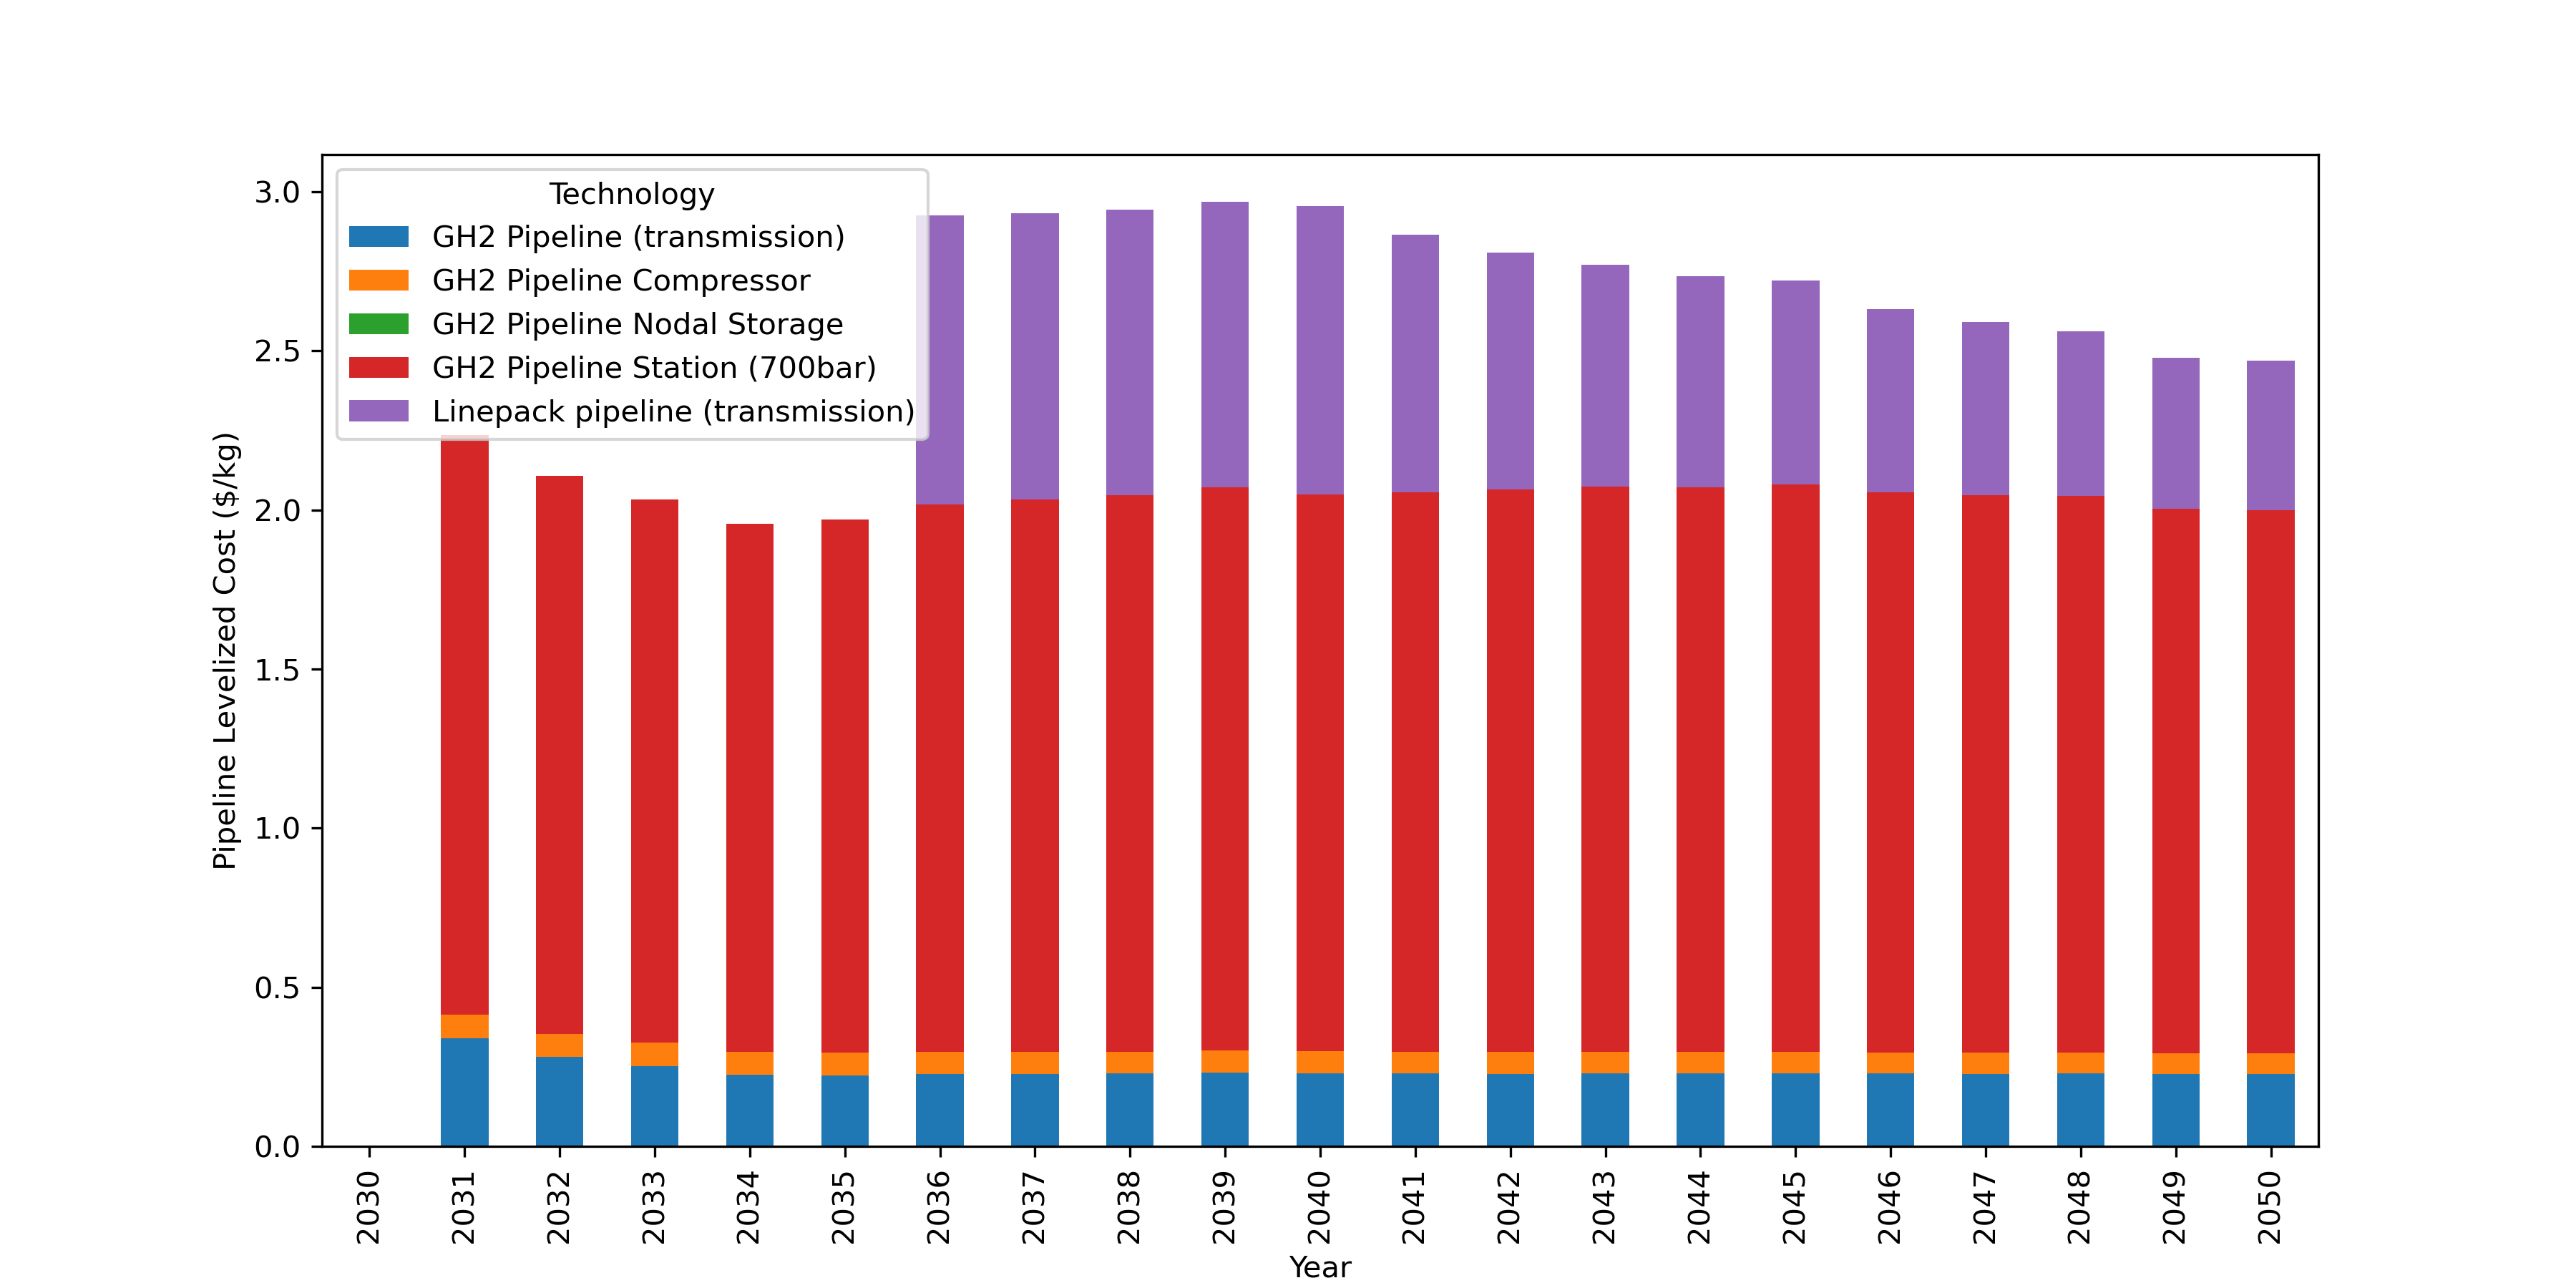 Technology
GH2 Pipeline (transmission)
GH2 Pipeline Compressor
GH2 Pipeline Nodal Storage
GH2 Pipeline Station (700bar)
Linepack pipeline (transmission)
Pipeline Levelized Cost ($/kg)
3.0
2.5
2.0
1.5
1.0
0.5
0.0
2030 2031 2032 2033 2034 2035 2036 2037 2038 2039 2040 2041 2042 2043 2044 2045 2046 2047 2048 2049 2050
Year